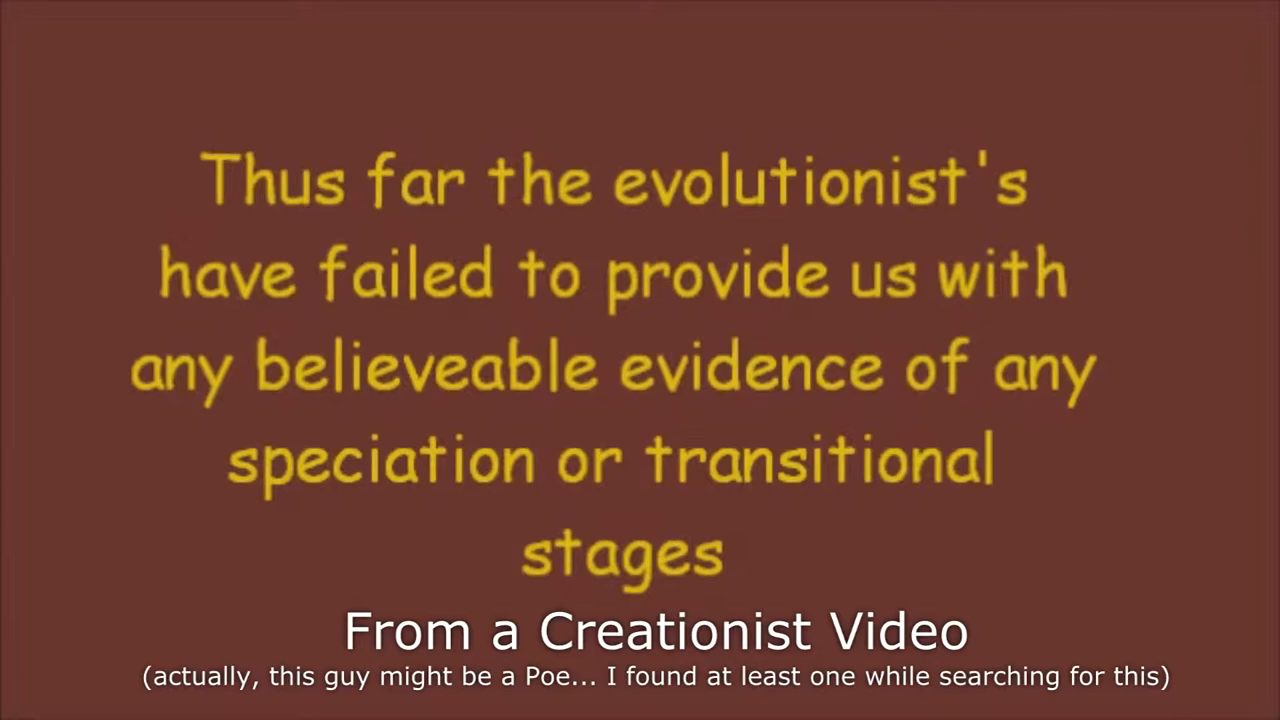 Thus far the evolutionist's
have failed to provide us with
any believeable evidence of any
speciation or transitional
stages
From a Creationist Video
(actually, this guy might be a Poe... I found at least one while searching for this)